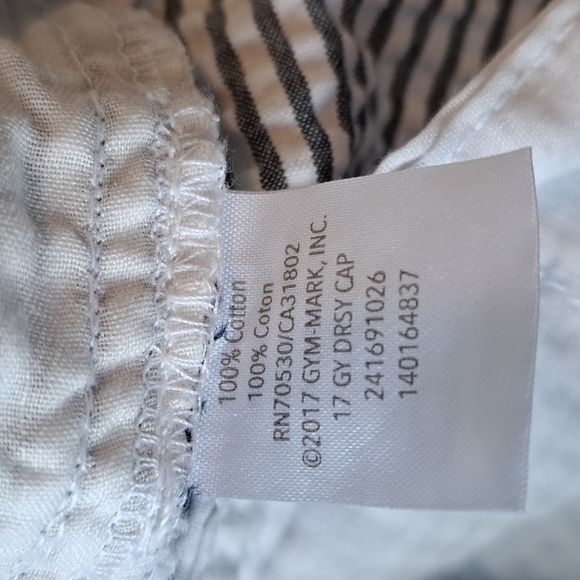 100% Cotton
100% Coton
RN70530/CA31802
©2017 GYM-MARK, INC.
17 GY DRSY CAP
241691026
140164837